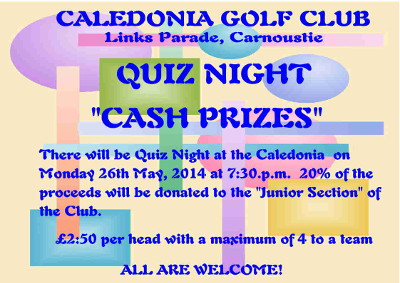 CALEDONIA GOLF CLUB
Links Parade, Carnoustie
QUIZ NIGHT
"CASH PRIZES"
There will be Quiz Night at the Caledonia on
Monday 26th May, 2014 at 7:30.p.m. 20% of the
proceeds will be donated to the "Junior Section" of
the Club.
£2:50 per head with a maximum of 4 to a team
ALL ARE WELCOME!